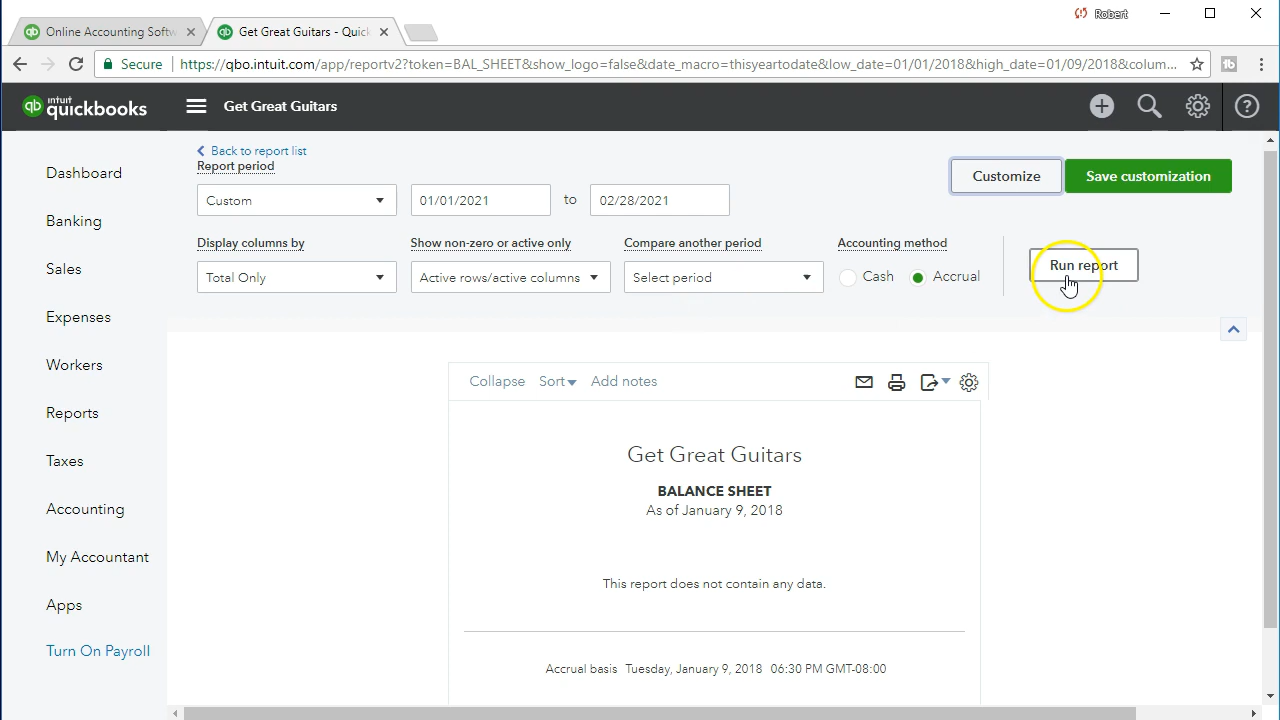 Robert
Online Accounting Softw
Get Great Guitars - Quick
Secure
https://qbo.intuit.com/app/reportv2?token=BAL_SHEET&show_logo=false&date_macro=thisyeartodate&low_date=01/01/2018&high_date=01/09/2018&colum...
intuit
quickbooks
Get Great Guitars
Dashboard
Banking
Sales
Expenses
Workers
Reports
Taxes
Accounting
My Accountant
Apps
Turn On Payroll
Back to report list
Report period
Custom
01/01/2021
to
02/28/2021
Customize
Save customization
Display columns by
Show non-zero or active only
Compare another period
Accounting method
Total Only
Active rows/active columns
Select period
Cash
Accrual
Run report
Collapse
Sort
Add notes
Get Great Guitars
BALANCE SHEET
As of January 9, 2018
This report does not contain any data.
Accrual basis Tuesday, January 9, 2018 06:30 PM GMT-08:00